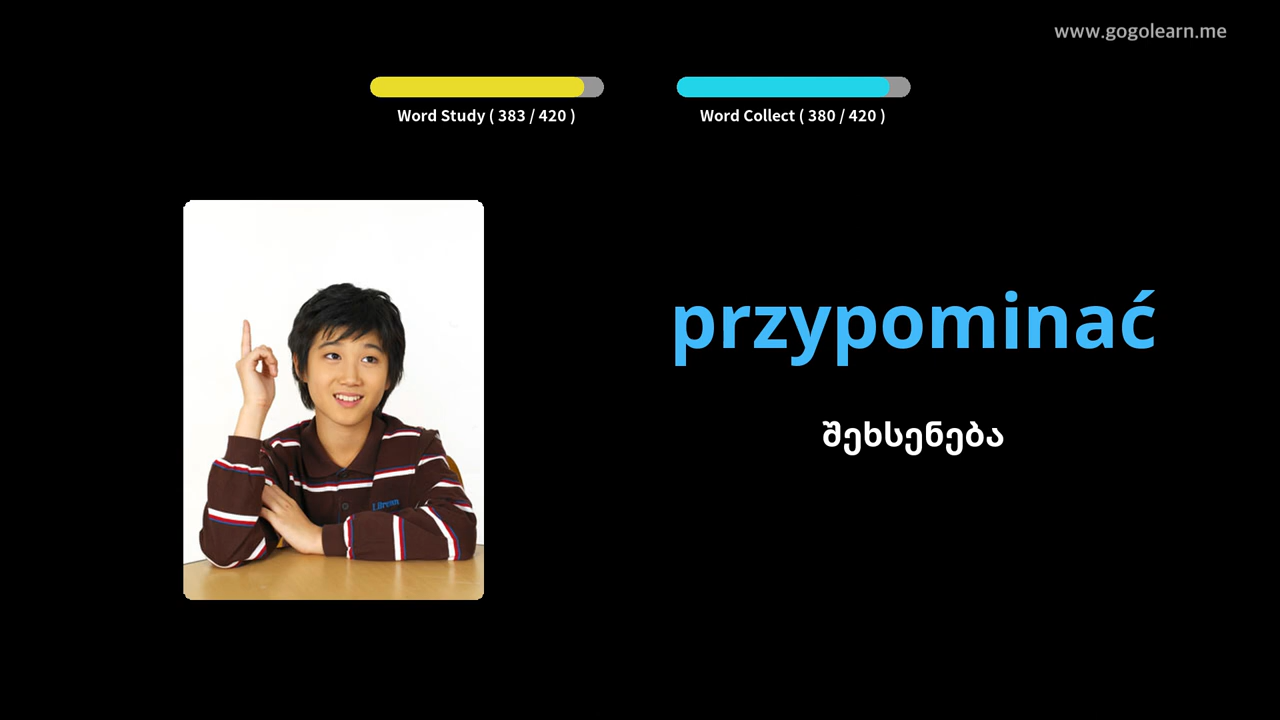 www.gogolearn.me
Word Study ( 383 / 420 )
Word Collect ( 380 / 420 )
przypominać
შეხსენება